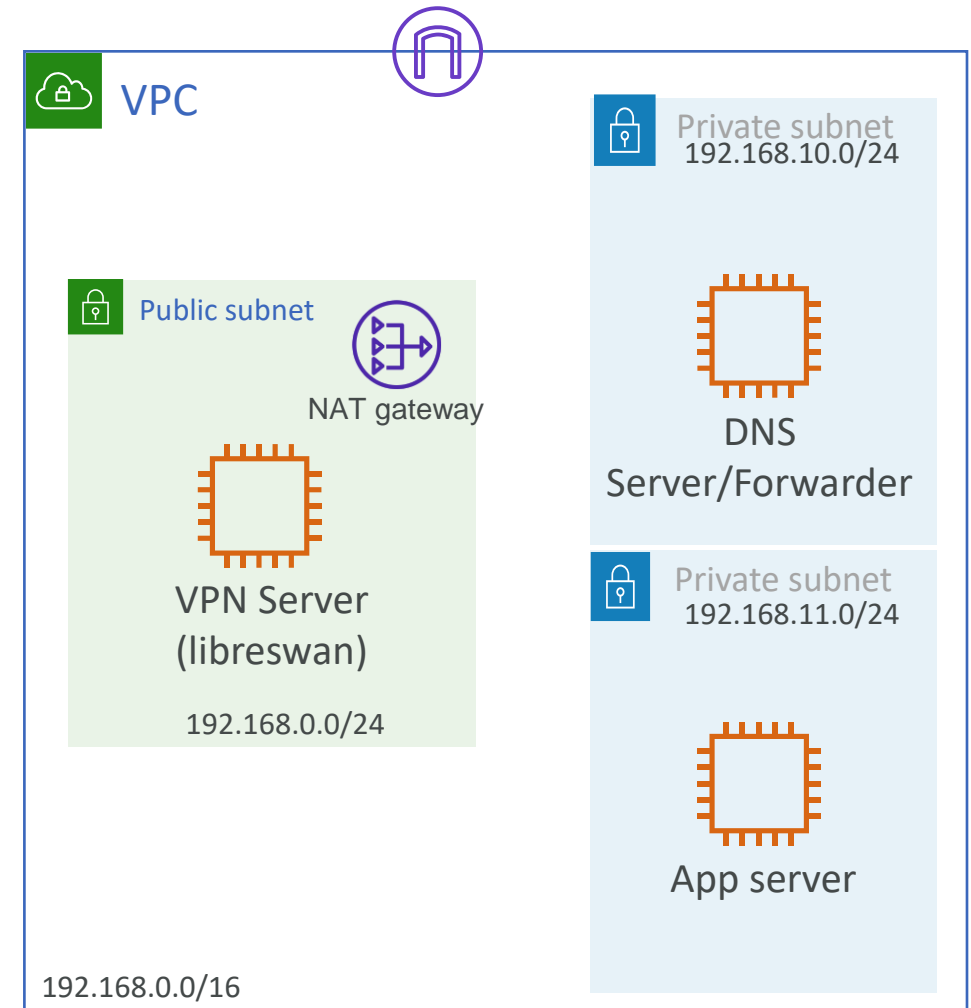 VPC
Private subnet
192.168.10.0/24
Public subnet
NAT gateway
VPN Server
(libreswan)
192.168.0.0/24
DNS
Server/Forwarder
Private subnet
192.168.11.0/24
App server
192.168.0.0/16